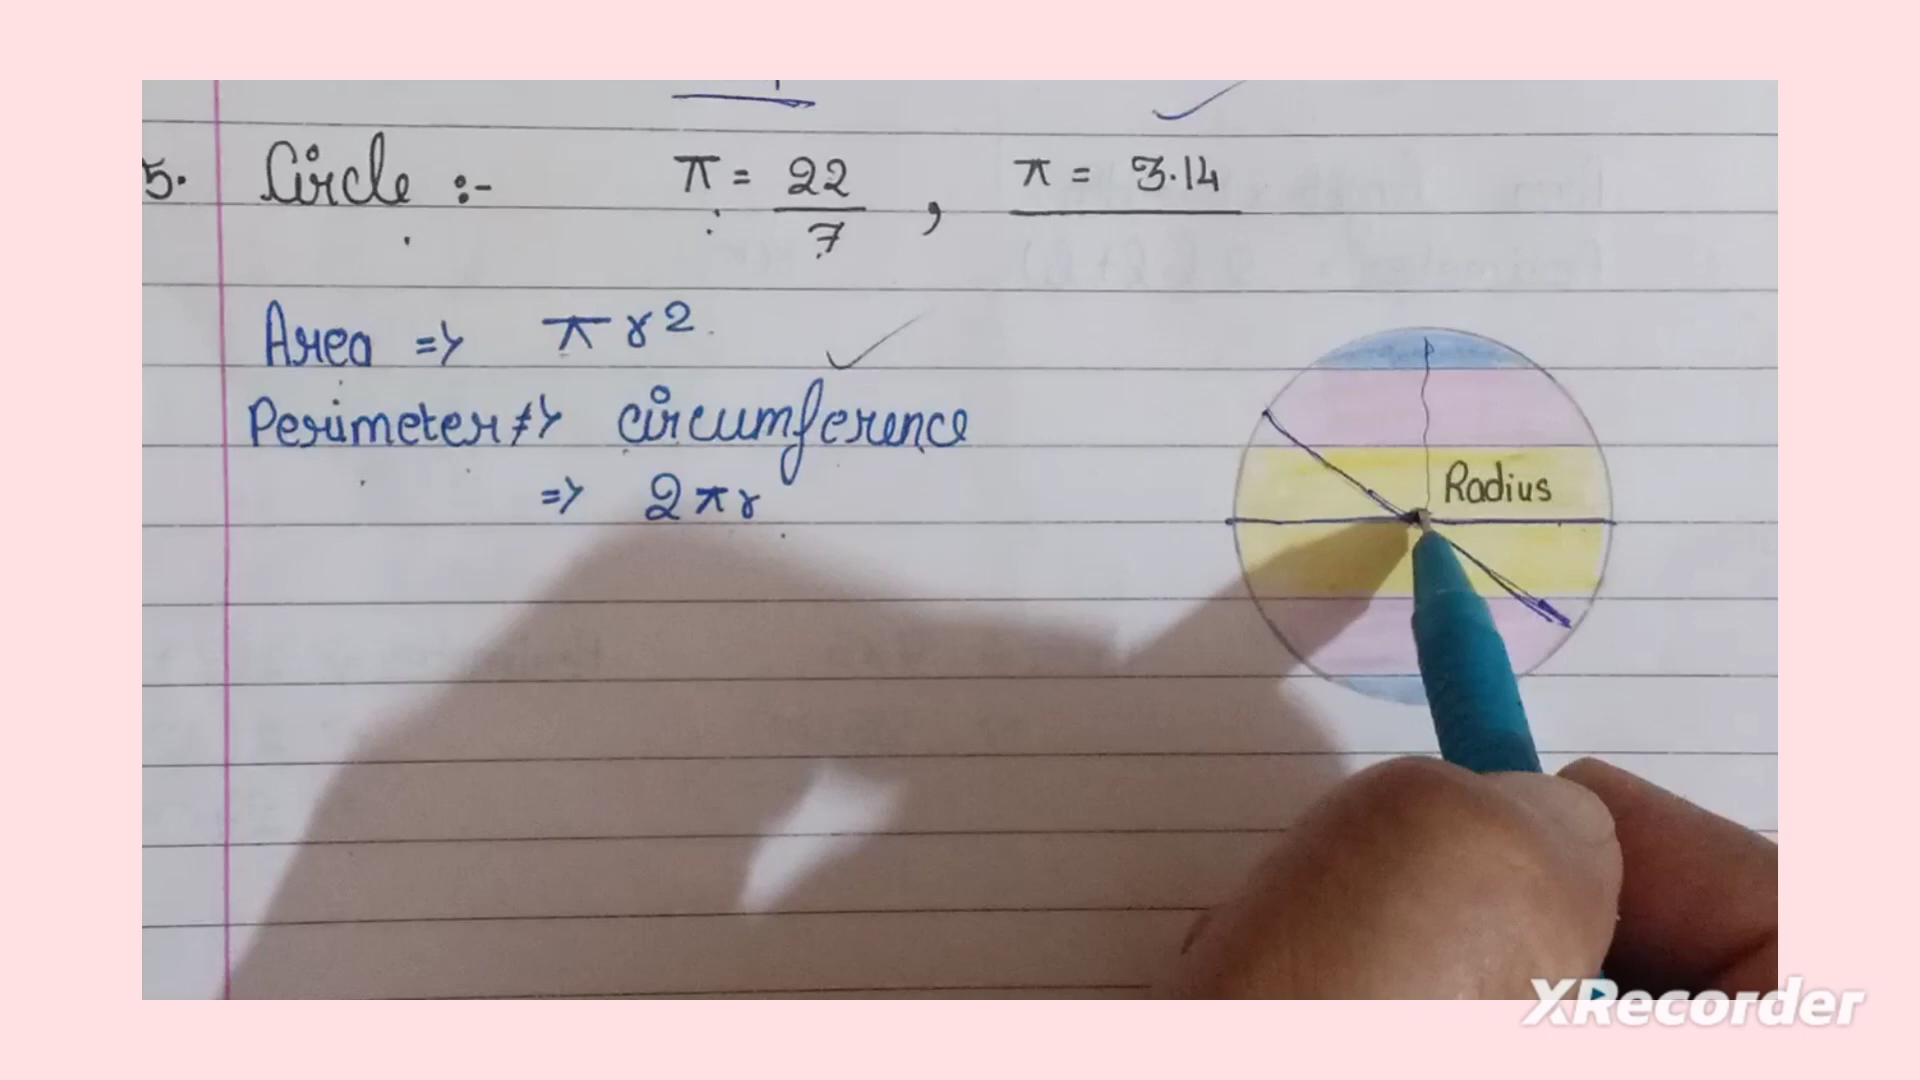 5. Circle :- π = 22/7 , π = 3.14
Area => πr²
Perimeter => circumference
=> 2πr
Radius
XRecorder